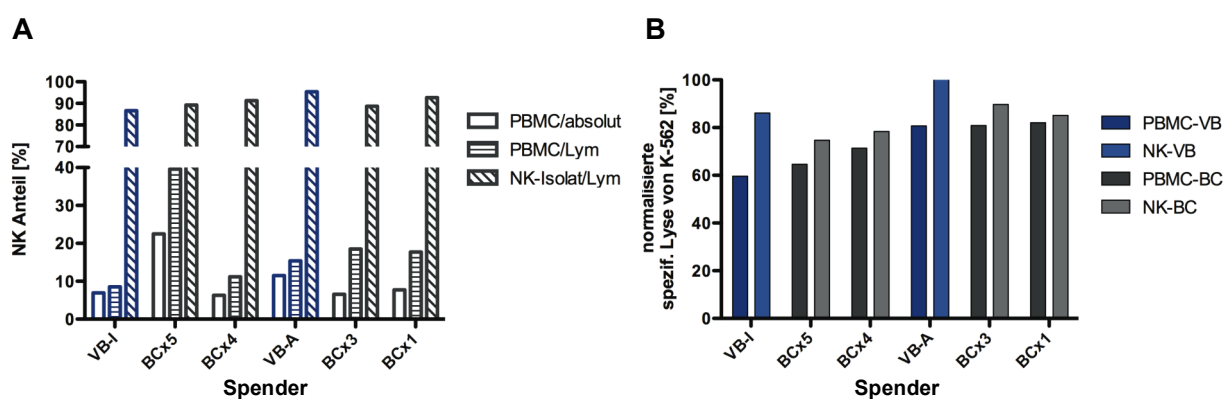 A
NK Anteil [%]
100
90
80
70
40
30
20
10
0
VB-I
BCx5
BCx4
VB-A
BCx3
BCx1
Spender
PBMC/absolut
PBMC/Lym
NK-Isolat/Lym
B
normalisierte
spezif. Lyse von K-562 [%]
100
80
60
40
20
0
VB-I
BCx5
BCx4
VB-A
BCx3
BCx1
Spender
PBMC-VB
NK-VB
PBMC-BC
NK-BC